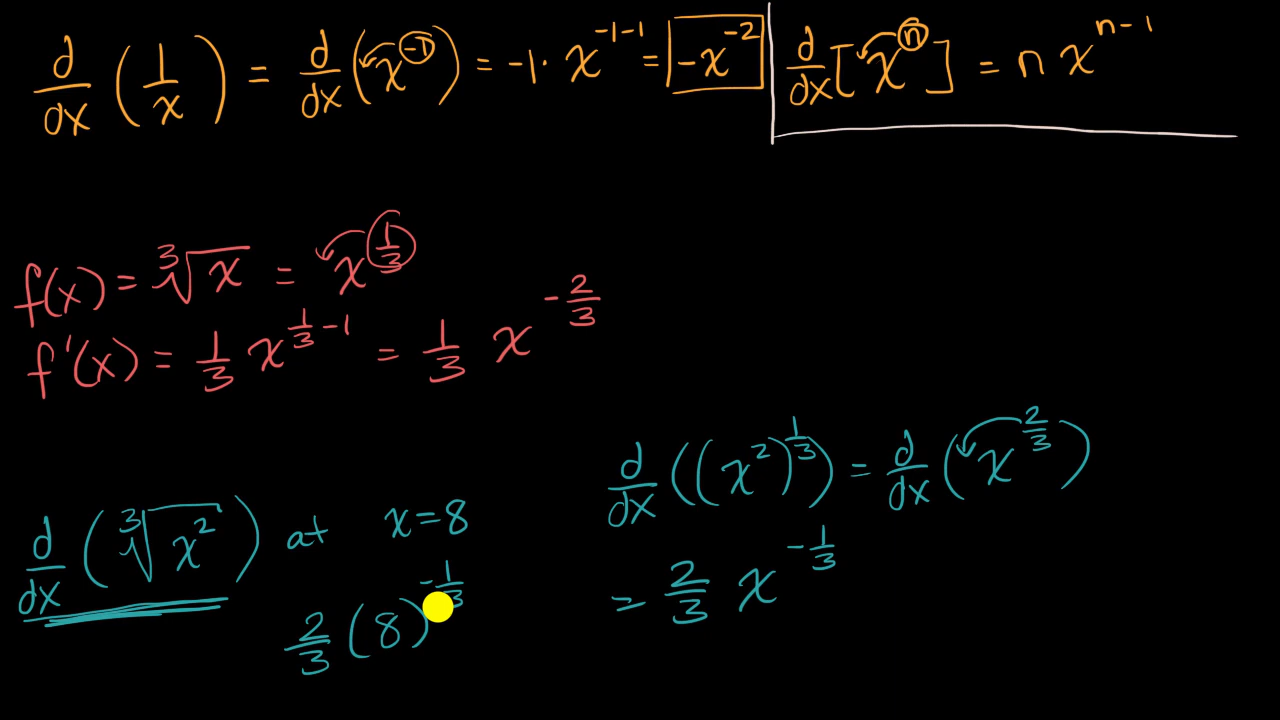 d/dx (1/x) = d/dx (x^(-1)) = -1 · x^(-1-1) = -x^(-2)
d/dx [x^n] = n x^(n-1)
f(x) = ∛x = x^(1/3)
f'(x) = 1/3 x^(1/3-1) = 1/3 x^(-2/3)
d/dx (∛x²) at x=8
2/3 (8)^(-1/3)
d/dx ((x²)^(1/3)) = d/dx (x^(2/3))
= 2/3 x^(-1/3)